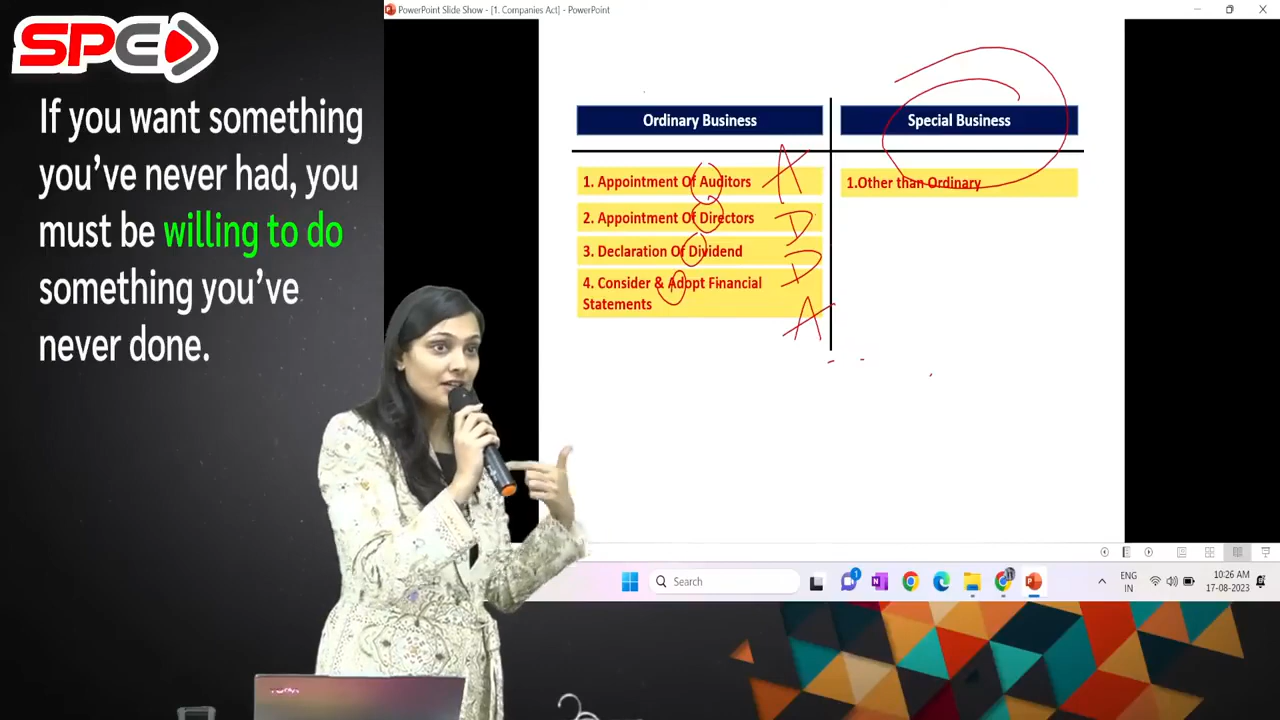 PowerPoint Slide Show - [1. Companies Act] - PowerPoint
SPE
If you want something
you’ve never had, you
must be willing to do
something you’ve
never done.
Ordinary Business
Special Business
1. Appointment Of Auditors
A
1.Other than Ordinary
2. Appointment Of Directors
D
3. Declaration Of Dividend
D
4. Consider & Adopt Financial
Statements
A
Search
1
ENG
IN
10:26 AM
17-08-2023